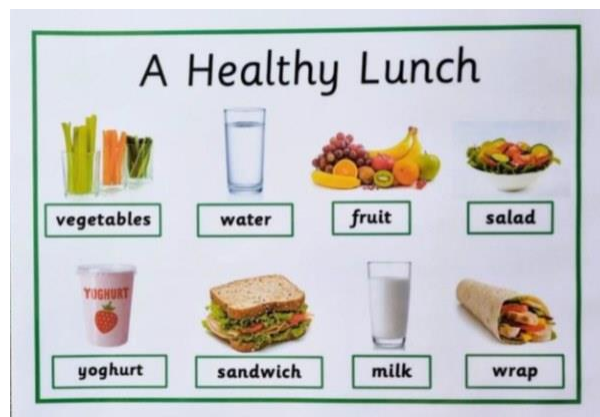 A Healthy Lunch
vegetables water fruit salad
YOGHURT
yoghurt sandwich milk wrap